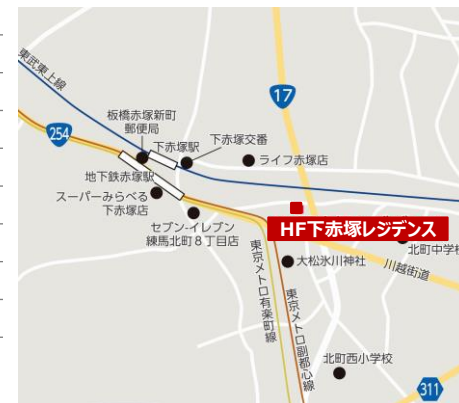 東武東上線
17
板橋赤塚新町
郵便局
254
下赤塚駅
下赤塚交番
ライフ赤塚店
地下鉄赤塚駅
スーパーみらべる
下赤塚店
セブン-イレブン
練馬北町8丁目店
HF下赤塚レジデンス
北町中学校
大松氷川神社
川越街道
東京メトロ有楽町線
東京メトロ副都心線
北町西小学校
311